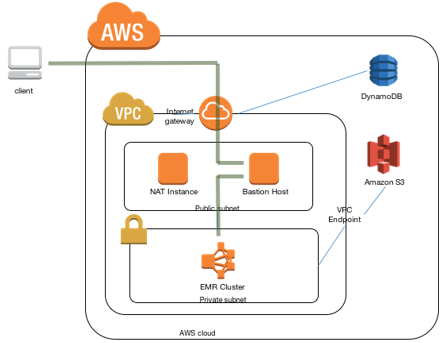 AWS
client
DynamoDB
VPC
Internet
gateway
NAT Instance
Bastion Host
Amazon S3
Public subnet
VPC
Endpoint
EMR Cluster
Private subnet
AWS cloud